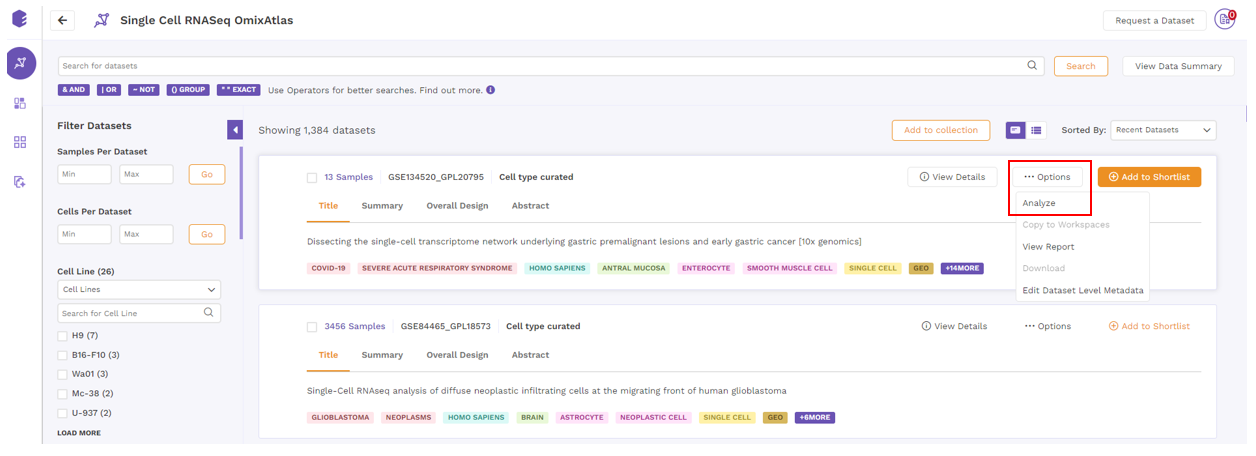 Single Cell RNASeq OmixAtlas
Request a Dataset
0
Search for datasets
Search
View Data Summary
& AND
| OR
~ NOT
() GROUP
" " EXACT
Use Operators for better searches. Find out more.
Filter Datasets
Samples Per Dataset
Min
Max
Go
Cells Per Dataset
Min
Max
Go
Cell Line (26)
Cell Lines
Search for Cell Line
H9 (7)
B16-F10 (3)
Wa01 (3)
Mc-38 (2)
U-937 (2)
LOAD MORE
Showing 1,384 datasets
Add to collection
Sorted By:
Recent Datasets
13 Samples
GSE134520_GPL20795
Cell type curated
View Details
Options
Add to Shortlist
Analyze
Copy to Workspaces
View Report
Download
Edit Dataset Level Metadata
Title
Summary
Overall Design
Abstract
Dissecting the single-cell transcriptome network underlying gastric premalignant lesions and early gastric cancer [10x genomics]
COVID-19
SEVERE ACUTE RESPIRATORY SYNDROME
HOMO SAPIENS
ANTRAL MUCOSA
ENTEROCYTE
SMOOTH MUSCLE CELL
SINGLE CELL
GEO
+14MORE
3456 Samples
GSE84465_GPL18573
Cell type curated
View Details
Options
Add to Shortlist
Title
Summary
Overall Design
Abstract
Single-Cell RNAseq analysis of diffuse neoplastic infiltrating cells at the migrating front of human glioblastoma
GLIOBLASTOMA
NEOPLASMS
HOMO SAPIENS
BRAIN
ASTROCYTE
NEOPLASTIC CELL
SINGLE CELL
GEO
+6MORE